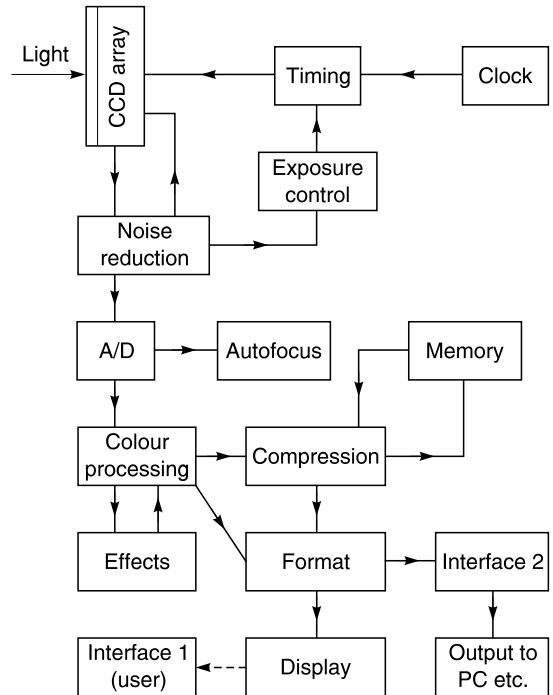 Light
CCD array
Timing
Clock
Exposure
control
Noise
reduction
A/D
Autofocus
Memory
Colour
processing
Compression
Effects
Format
Interface 2
Interface 1
(user)
Display
Output to
PC etc.